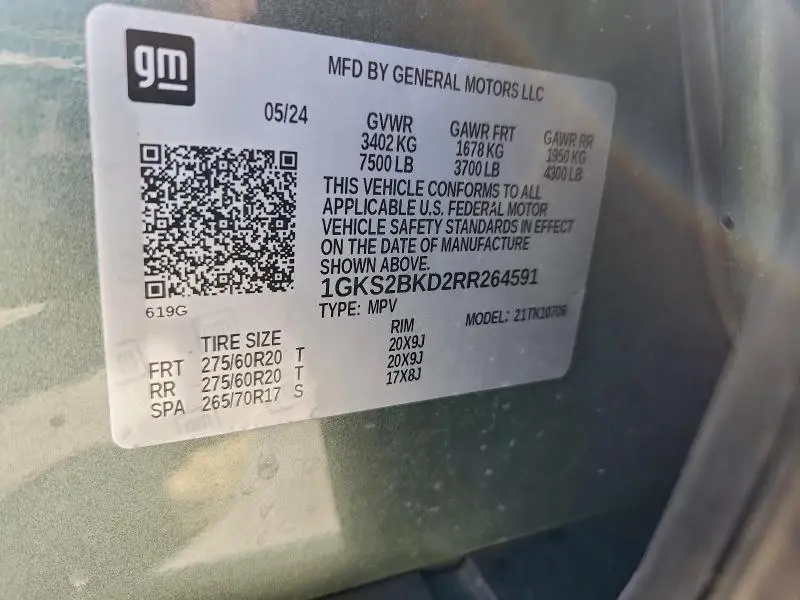 gm
MFD BY GENERAL MOTORS LLC
05/24
GVWR GAWR FRT GAWR RR
3402 KG 1678 KG 1950 KG
7500 LB 3700 LB 4300 LB
THIS VEHICLE CONFORMS TO ALL
APPLICABLE U.S. FEDERAL MOTOR
VEHICLE SAFETY STANDARDS IN EFFECT
ON THE DATE OF MANUFACTURE
SHOWN ABOVE.
1GKS2BKD2RR264591
619G
TYPE: MPV MODEL: 21TK10706
TIRE SIZE RIM
FRT 275/60R20 T 20X9J
RR 275/60R20 T 20X9J
SPA 265/70R17 S 17X8J